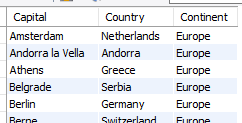 Capital Country Continent
Amsterdam Netherlands Europe
Andorra la Vella Andorra Europe
Athens Greece Europe
Belgrade Serbia Europe
Berlin Germany Europe
Berne Switzerland Europe